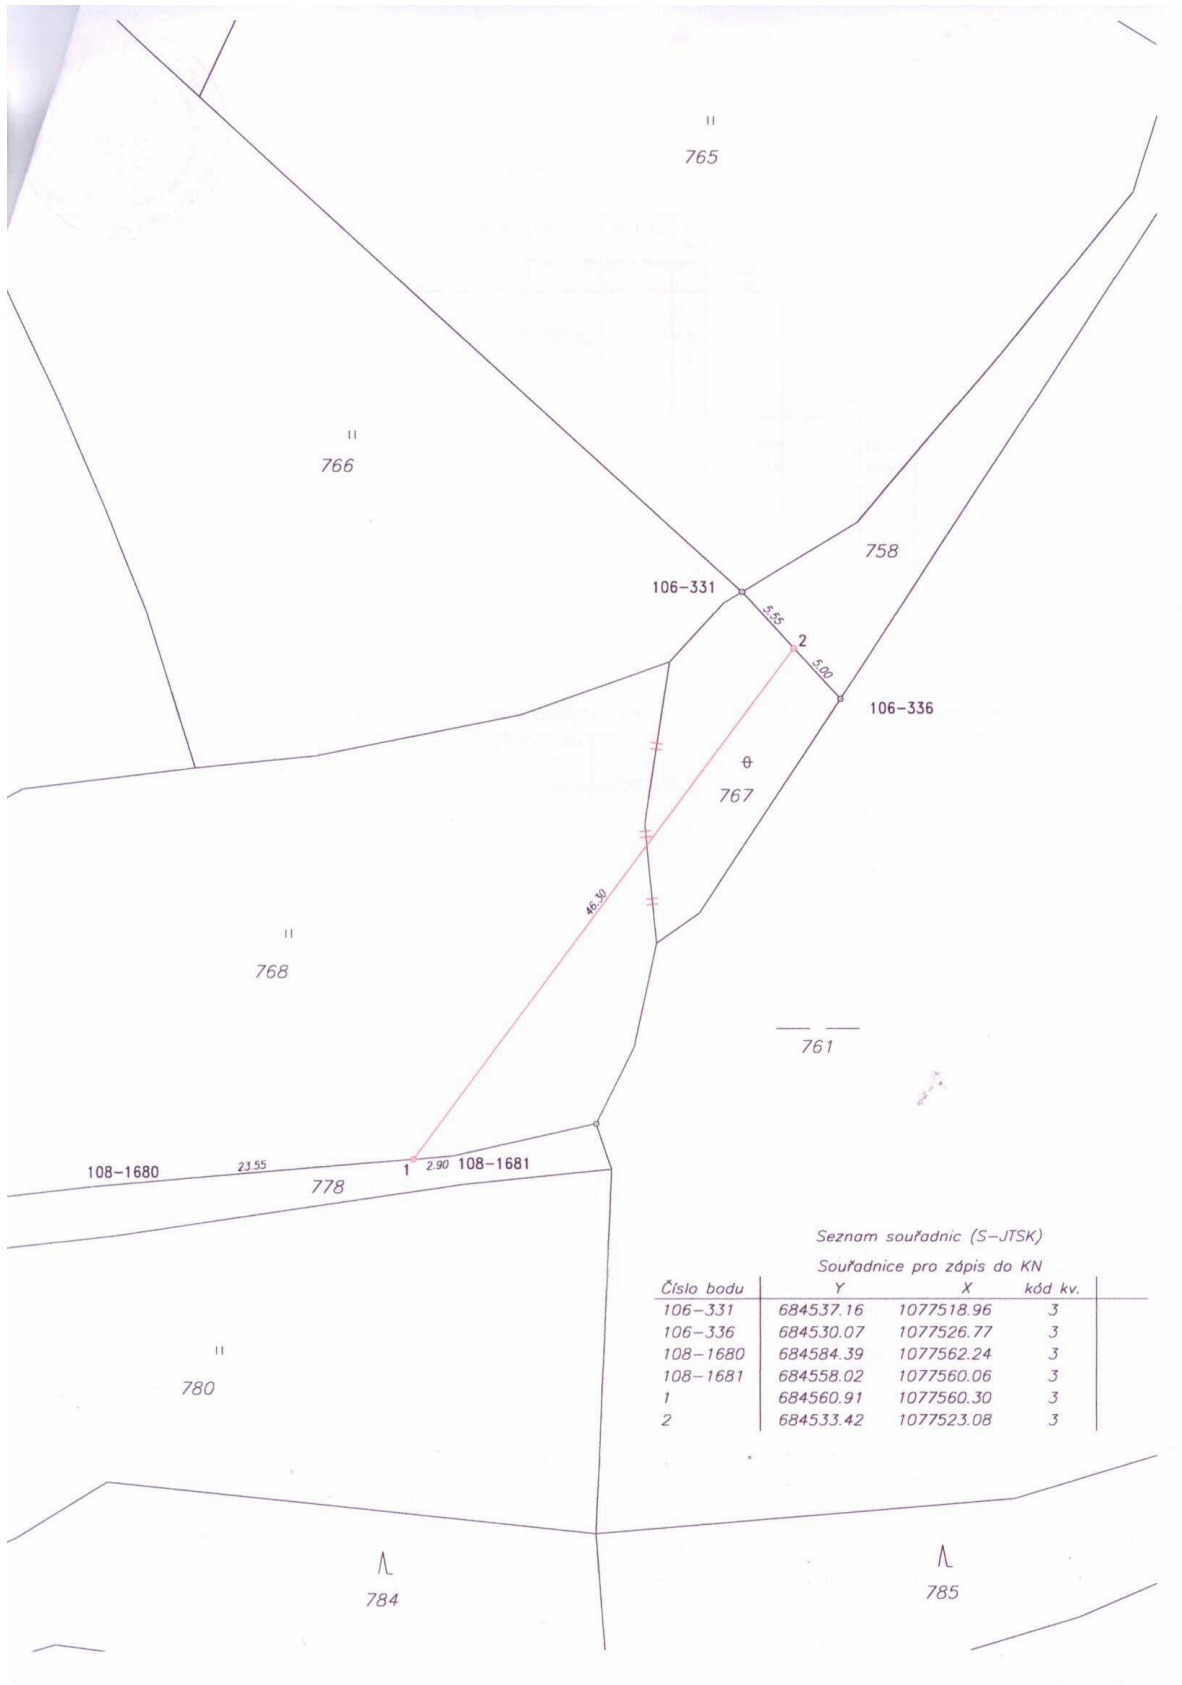 765
766
758
106-331
5.55
2
5.00
106-336
767
46.30
768
761
108-1680
23.55
1
2.90
108-1681
778
Seznam souřadnic (S-JTSK)
Souřadnice pro zápis do KN
Číslo bodu Y X kód kv.
106-331 684537.16 1077518.96 3
106-336 684530.07 1077526.77 3
108-1680 684584.39 1077562.24 3
108-1681 684558.02 1077560.06 3
1 684560.91 1077560.30 3
2 684533.42 1077523.08 3
780
784
785